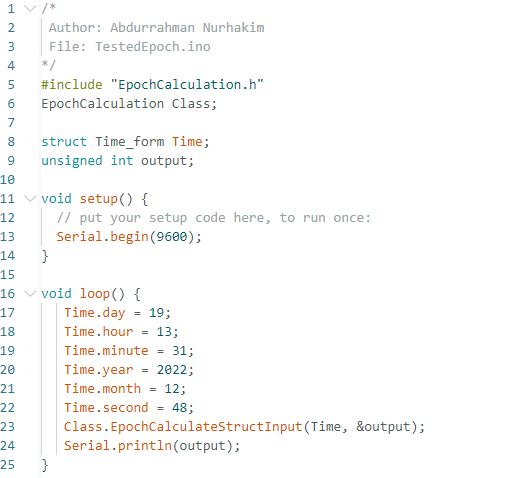 1 /*
2 Author: Abdurrahman Nurhakim
3 File: TestedEpoch.ino
4 */
5 #include "EpochCalculation.h"
6 EpochCalculation Class;
7
8 struct Time_form Time;
9 unsigned int output;
10
11 void setup() {
12 // put your setup code here, to run once:
13 Serial.begin(9600);
14 }
15
16 void loop() {
17 Time.day = 19;
18 Time.hour = 13;
19 Time.minute = 31;
20 Time.year = 2022;
21 Time.month = 12;
22 Time.second = 48;
23 Class.EpochCalculateStructInput(Time, &output);
24 Serial.println(output);
25 }